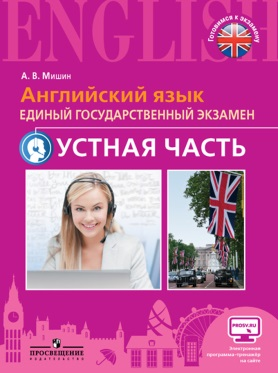 ENGLISH
Готовимся к экзамену
А. В. Мишин
Английский язык
ЕДИНЫЙ ГОСУДАРСТВЕННЫЙ ЭКЗАМЕН
УСТНАЯ ЧАСТЬ
PROSV.RU
Электронная
программа-тренажёр
на сайте
ПРОСВЕЩЕНИЕ
ИЗДАТЕЛЬСТВО